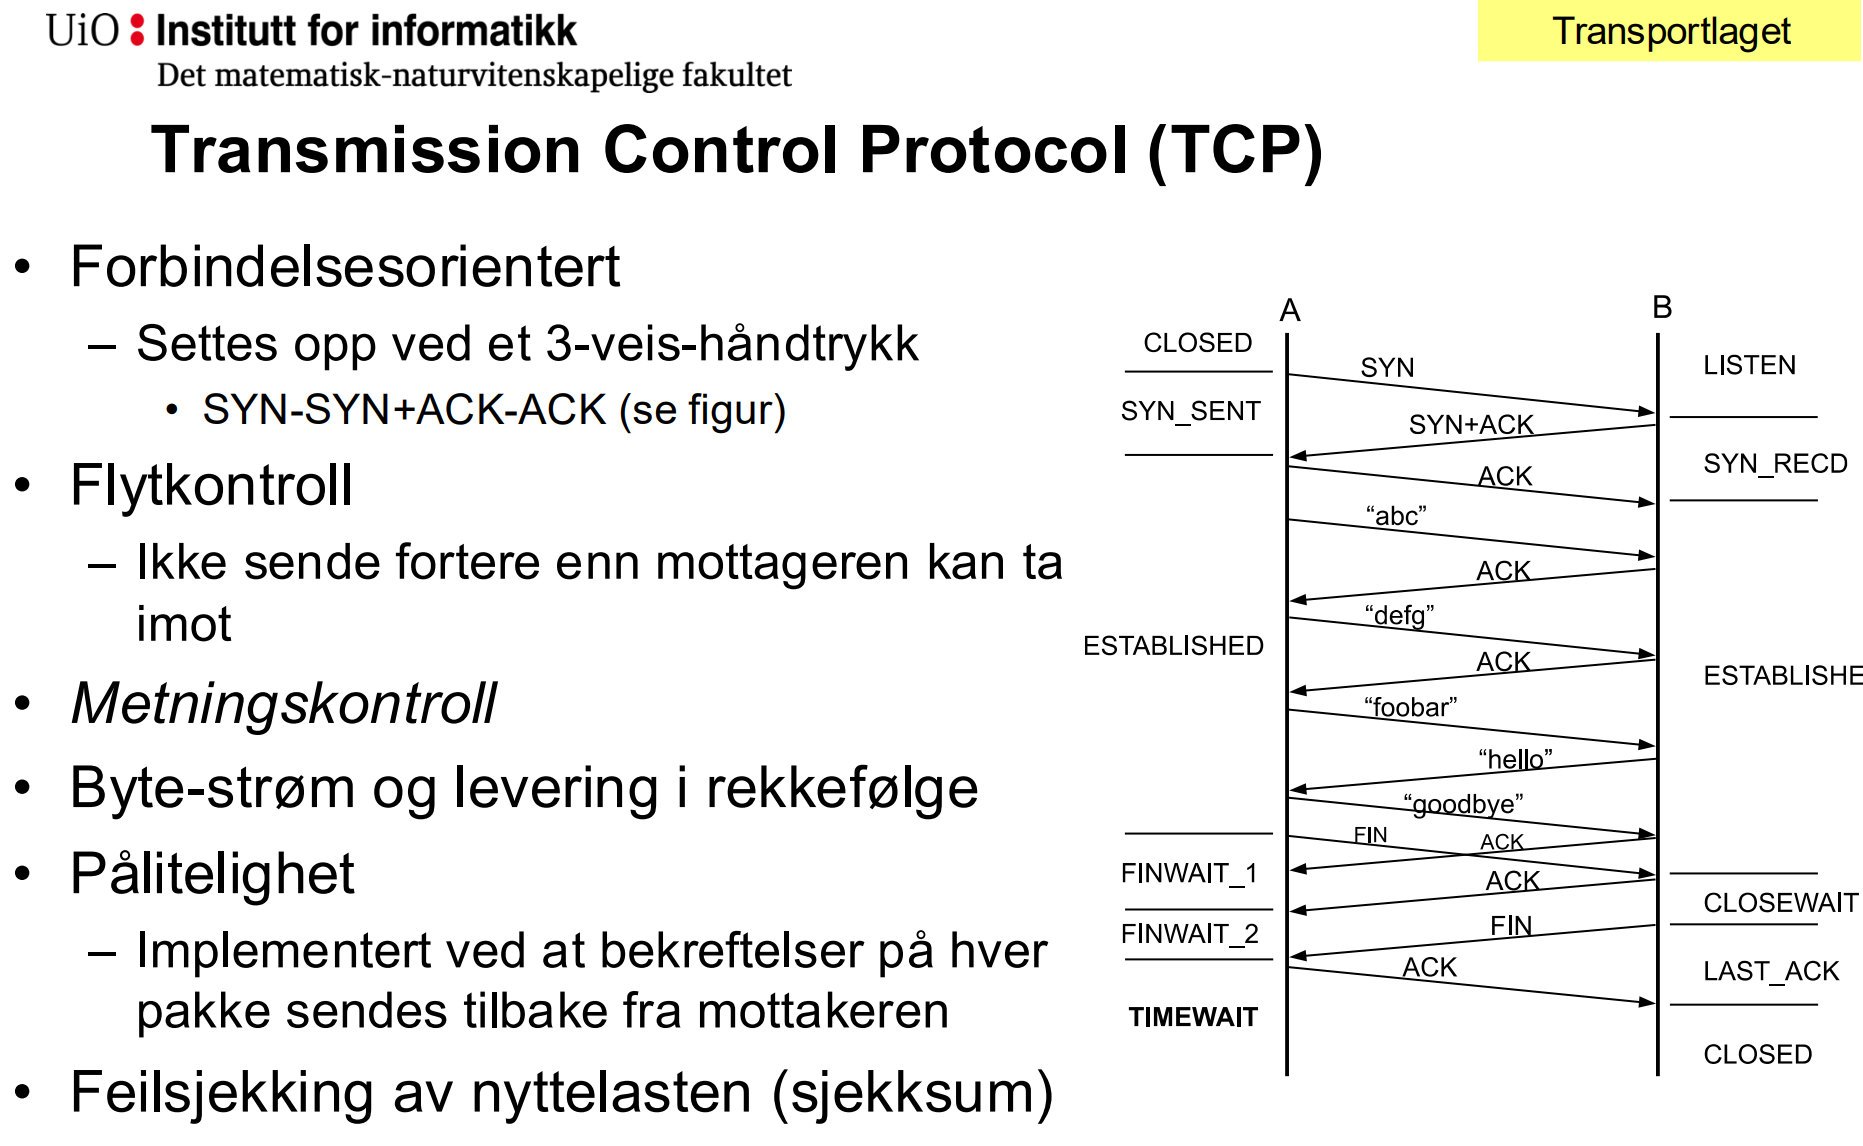 UiO Institutt for informatikk
Det matematisk-naturvitenskapelige fakultet
Transportlaget
Transmission Control Protocol (TCP)
• Forbindelsesorientert
– Settes opp ved et 3-veis-håndtrykk
• SYN-SYN+ACK-ACK (se figur)
• Flytkontroll
– Ikke sende fortere enn mottageren kan ta
imot
• Metningskontroll
• Byte-strøm og levering i rekkefølge
• Pålitelighet
– Implementert ved at bekreftelser på hver
pakke sendes tilbake fra mottakeren
• Feilsjekking av nyttelasten (sjekksum)
A
B
CLOSED
SYN
LISTEN
SYN_SENT
SYN+ACK
SYN_RECD
ACK
“abc”
ACK
“defg”
ESTABLISHED
ACK
ESTABLISHE
“foobar”
“hello”
“goodbye”
FIN
ACK
FINWAIT_1
ACK
CLOSEWAIT
FINWAIT_2
FIN
ACK
LAST_ACK
TIMEWAIT
CLOSED